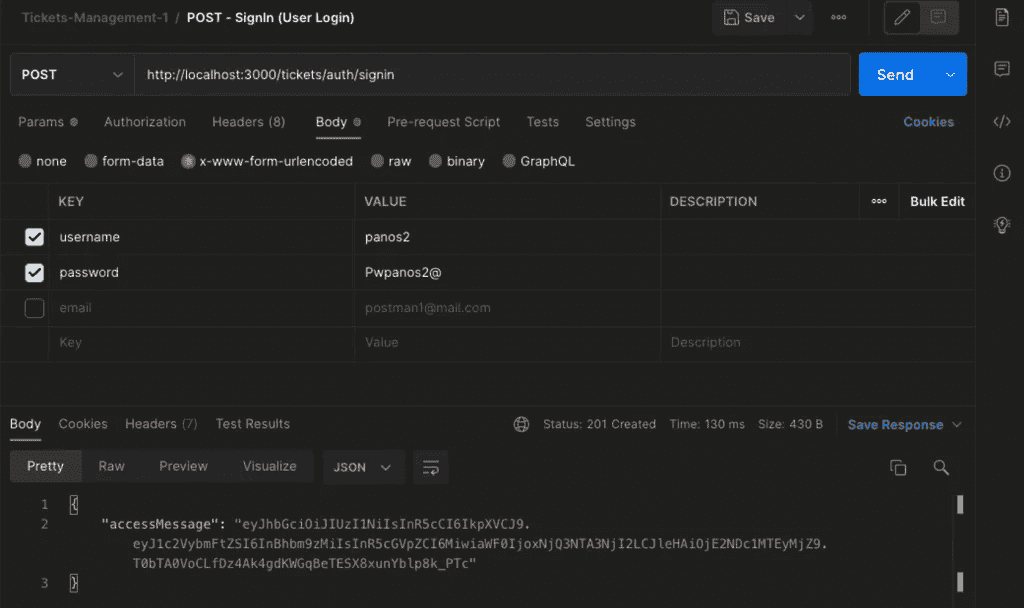 Tickets-Management-1 / POST - SignIn (User Login)
Save
POST
http://localhost:3000/tickets/auth/signin
Send
Params
Authorization
Headers (8)
Body
Pre-request Script
Tests
Settings
Cookies
none
form-data
x-www-form-urlencoded
raw
binary
GraphQL
KEY VALUE DESCRIPTION ooo Bulk Edit
username panos2
password Pwpanos2@
email postman1@mail.com
Key Value Description
Body Cookies Headers (7) Test Results
Status: 201 Created Time: 130 ms Size: 430 B Save Response
Pretty Raw Preview Visualize JSON
1 {
2 "accessMessage": "eyJhbGciOiJIUzI1NiIsInR5cCI6IkpXVCJ9.
eyJ1c2VybmFtZSI6InBhbm9zMiIsInR5cGVpZCI6MiwiaWF0IjoxNjQ3NTA3NjI2LCJleHAiOjE2NDc1MTEyMjZ9.
T0bTA0VoCLfDz4Ak4gdKWGqBeTESX8xunYblp8k_PTc"
3 }